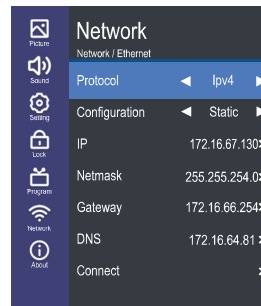 Picture
Sound
Setting
Lock
Program
Network
About
Network
Network / Ethernet
Protocol ◀ Ipv4 ▶
Configuration ◀ Static ▶
IP 172.16.67.130
Netmask 255.255.254.0
Gateway 172.16.66.254
DNS 172.16.64.81
Connect